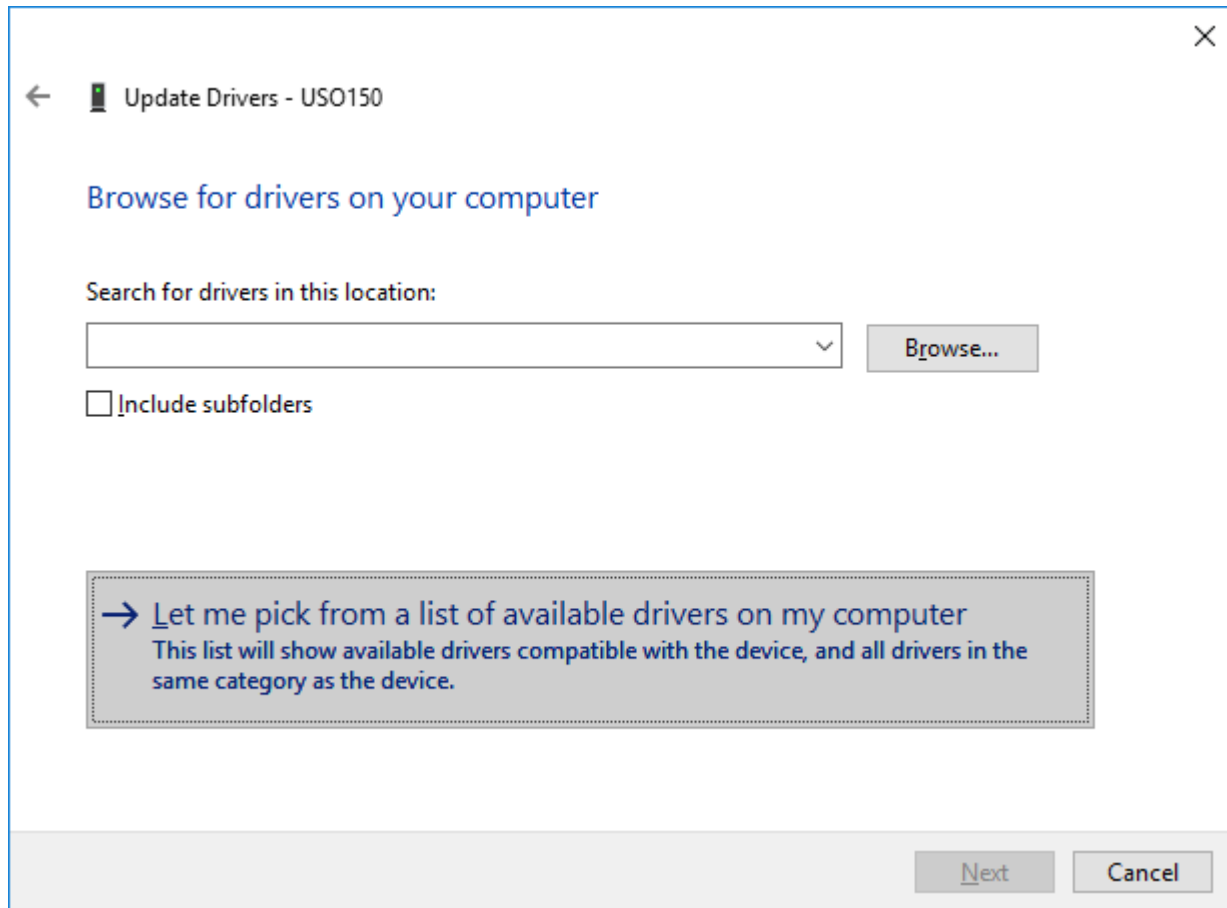 Update Drivers - USO150
Browse for drivers on your computer
Search for drivers in this location:
Browse...
Include subfolders
Let me pick from a list of available drivers on my computer
This list will show available drivers compatible with the device, and all drivers in the
same category as the device.
Next
Cancel